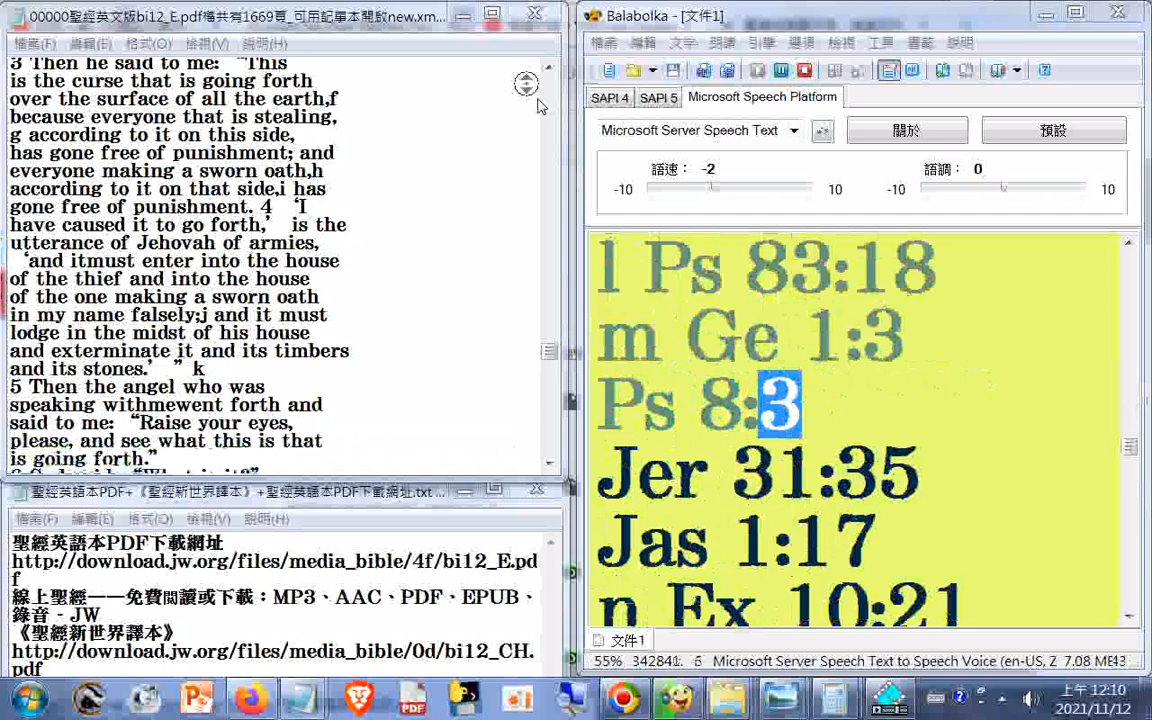 00000聖經英文版bi12_E.pdf檔共有1669頁_可用記事本開啟new.xm...
檔案(F) 編輯(E) 格式(O) 檢視(V) 說明(H)
3 Then he said to me: “This
is the curse that is going forth
over the surface of all the earth,f
because everyone that is stealing,
g according to it on this side,
has gone free of punishment; and
everyone making a sworn oath,h
according to it on that side,i has
gone free of punishment. 4 ‘I
have caused it to go forth,’ is the
utterance of Jehovah of armies,
‘and itmust enter into the house
of the thief and into the house
of the one making a sworn oath
in my name falsely;j and it must
lodge in the midst of his house
and exterminate it and its timbers
and its stones.’ ” k
5 Then the angel who was
speaking withmewent forth and
said to me: “Raise your eyes,
please, and see what this is that
is going forth.”
聖經英語本PDF+《聖經新世界譯本》+聖經英語本PDF下載網址.txt ...
檔案(F) 編輯(E) 格式(O) 檢視(V) 說明(H)
聖經英語本PDF下載網址
http://download.jw.org/files/media_bible/4f/bi12_E.pd
f
線上聖經——免費閱讀或下載：MP3、AAC、PDF、EPUB、
錄音 - JW
《聖經新世界譯本》
http://download.jw.org/files/media_bible/0d/bi12_CH.
pdf
Balabolka - [文件1]
檔案 編輯 文字 朗讀 引擎 選項 檢視 工具 書籤 說明
SAPI 4 SAPI 5 Microsoft Speech Platform
Microsoft Server Speech Text 關於 預設
語速： -2 語調： 0
-10 10 -10 10
l Ps 83:18
m Ge 1:3
Ps 8:3
Jer 31:35
Jas 1:17
n Ex 10:21
文件1
55% 342841. 6 Microsoft Server Speech Text to Speech Voice (en-US, Z 7.08 ME43
上午 12:10
2021/11/12